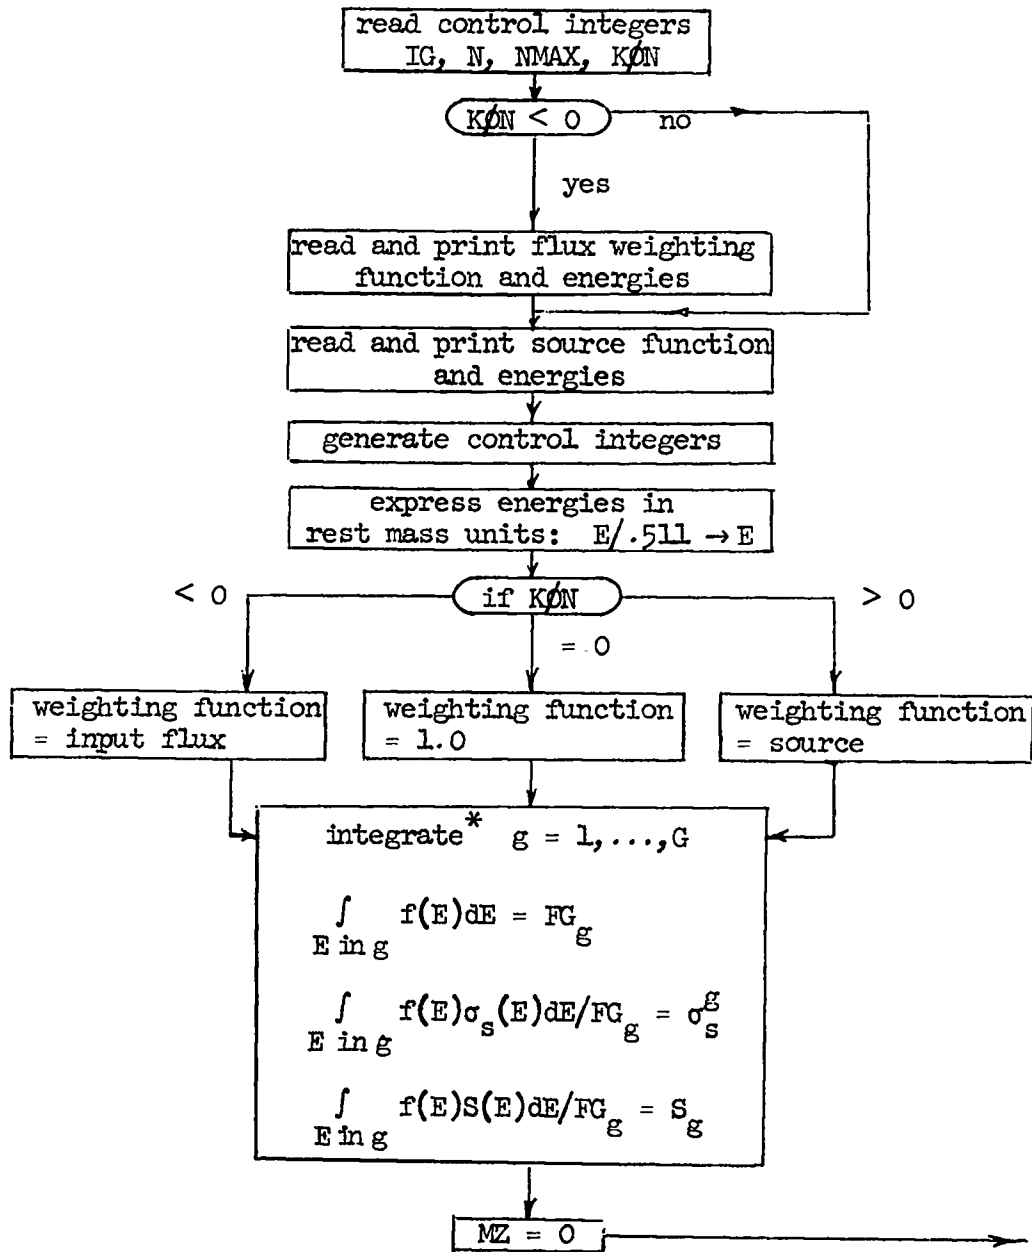 read control integers
IG, N, NMAX, KØN
KØN < 0
no
yes
read and print flux weighting
function and energies
read and print source function
and energies
generate control integers
express energies in
rest mass units: E/.511 → E
if KØN
< 0
= 0
> 0
weighting function
= input flux
weighting function
= 1.0
weighting function
= source
integrate* g = 1,...,G
∫ f(E)dE = FG_g
E in g
∫ f(E)σ_s(E)dE/FG_g = σ_s^g
E in g
∫ f(E)S(E)dE/FG_g = S_g
E in g
MZ = 0